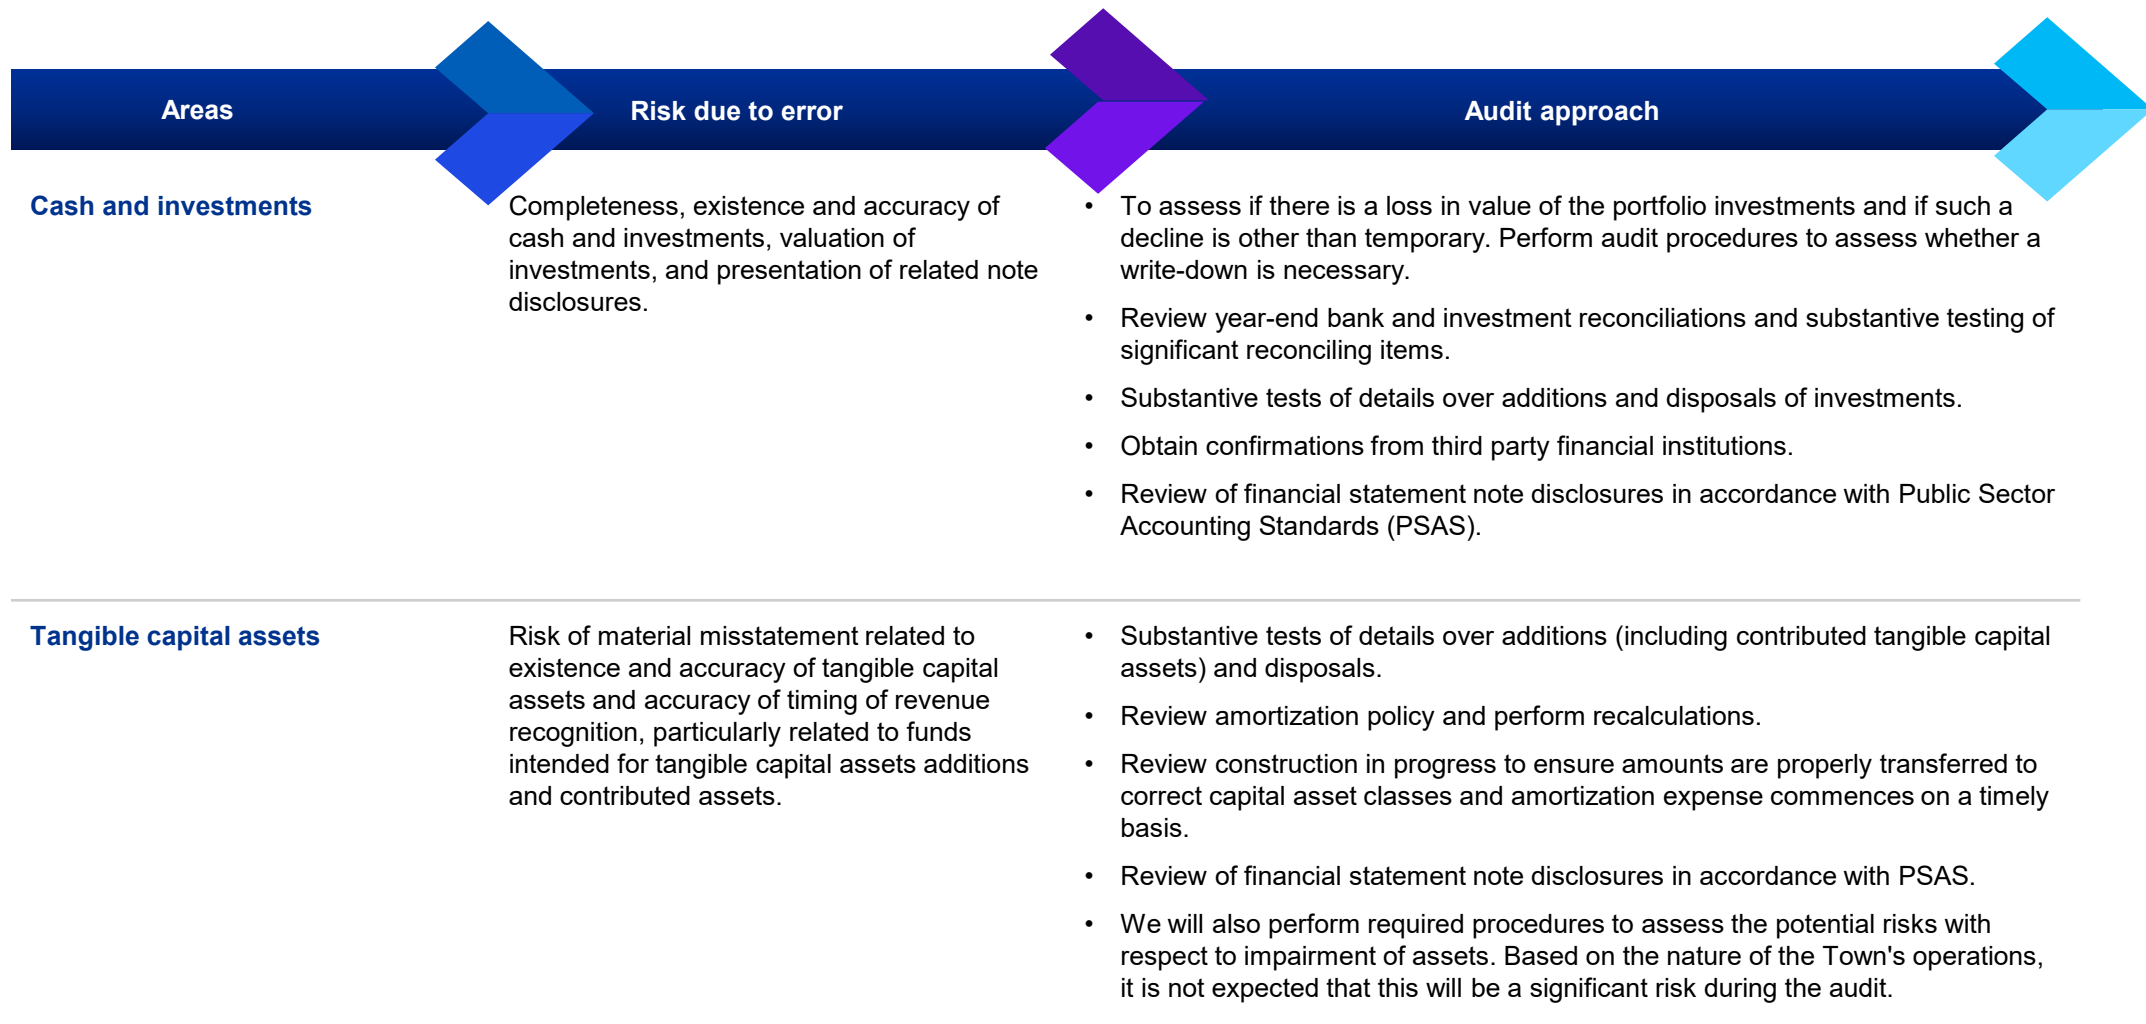 Areas
Risk due to error
Audit approach
Cash and investments
Completeness, existence and accuracy of
cash and investments, valuation of
investments, and presentation of related note
disclosures.
• To assess if there is a loss in value of the portfolio investments and if such a
decline is other than temporary. Perform audit procedures to assess whether a
write-down is necessary.
• Review year-end bank and investment reconciliations and substantive testing of
significant reconciling items.
• Substantive tests of details over additions and disposals of investments.
• Obtain confirmations from third party financial institutions.
• Review of financial statement note disclosures in accordance with Public Sector
Accounting Standards (PSAS).
Tangible capital assets
Risk of material misstatement related to
existence and accuracy of tangible capital
assets and accuracy of timing of revenue
recognition, particularly related to funds
intended for tangible capital assets additions
and contributed assets.
• Substantive tests of details over additions (including contributed tangible capital
assets) and disposals.
• Review amortization policy and perform recalculations.
• Review construction in progress to ensure amounts are properly transferred to
correct capital asset classes and amortization expense commences on a timely
basis.
• Review of financial statement note disclosures in accordance with PSAS.
• We will also perform required procedures to assess the potential risks with
respect to impairment of assets. Based on the nature of the Town's operations,
it is not expected that this will be a significant risk during the audit.